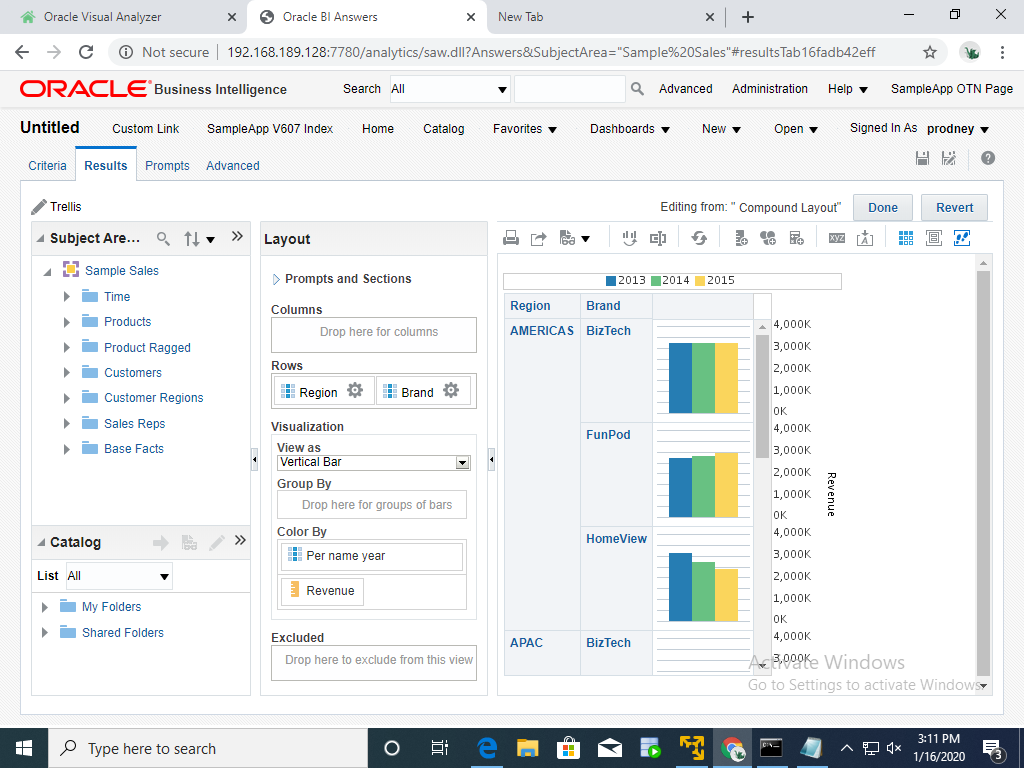 Oracle Visual Analyzer
Oracle BI Answers
New Tab
Not secure
192.168.189.128:7780/analytics/saw.dll?Answers&SubjectArea="Sample%20Sales"#resultsTab16fadb42eff
ORACLE Business Intelligence
Search
All
Advanced
Administration
Help
SampleApp OTN Page
Untitled
Custom Link
SampleApp V607 Index
Home
Catalog
Favorites
Dashboards
New
Open
Signed In As prodney
Criteria
Results
Prompts
Advanced
Trellis
Editing from: " Compound Layout"
Done
Revert
Subject Are...
Sample Sales
Time
Products
Product Ragged
Customers
Customer Regions
Sales Reps
Base Facts
Catalog
List
All
My Folders
Shared Folders
Layout
Prompts and Sections
Columns
Drop here for columns
Rows
Region
Brand
Visualization
View as
Vertical Bar
Group By
Drop here for groups of bars
Color By
Per name year
Revenue
Excluded
Drop here to exclude from this view
xyz
2013 2014 2015
Region Brand
AMERICAS BizTech
4,000K
3,000K
2,000K
1,000K
0K
FunPod
4,000K
3,000K
2,000K
1,000K
0K
Revenue
HomeView
4,000K
3,000K
2,000K
1,000K
0K
APAC BizTech
4,000K
3,000K
Activate Windows
Go to Settings to activate Windows.
Type here to search
3:11 PM
1/16/2020
3